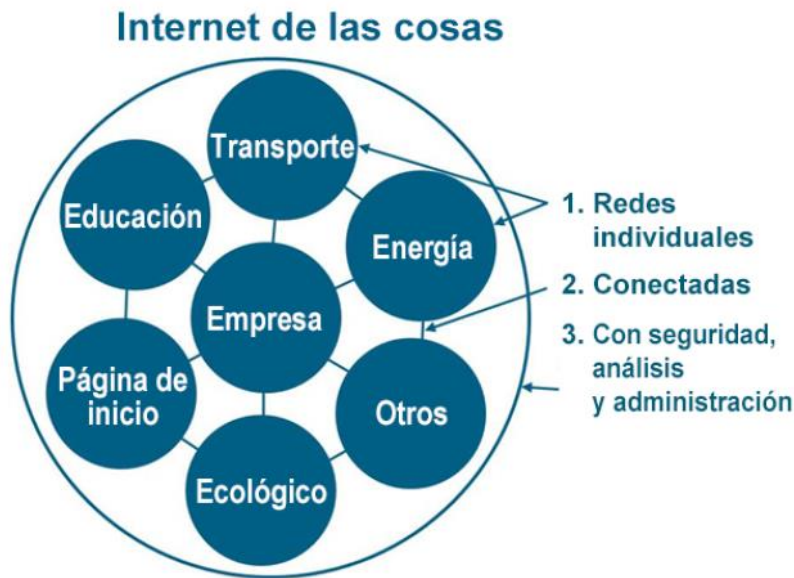 Internet de las cosas
Transporte
Educación
Energía
Empresa
Página de
inicio
Otros
Ecológico
1. Redes
individuales
2. Conectadas
3. Con seguridad,
análisis
y administración